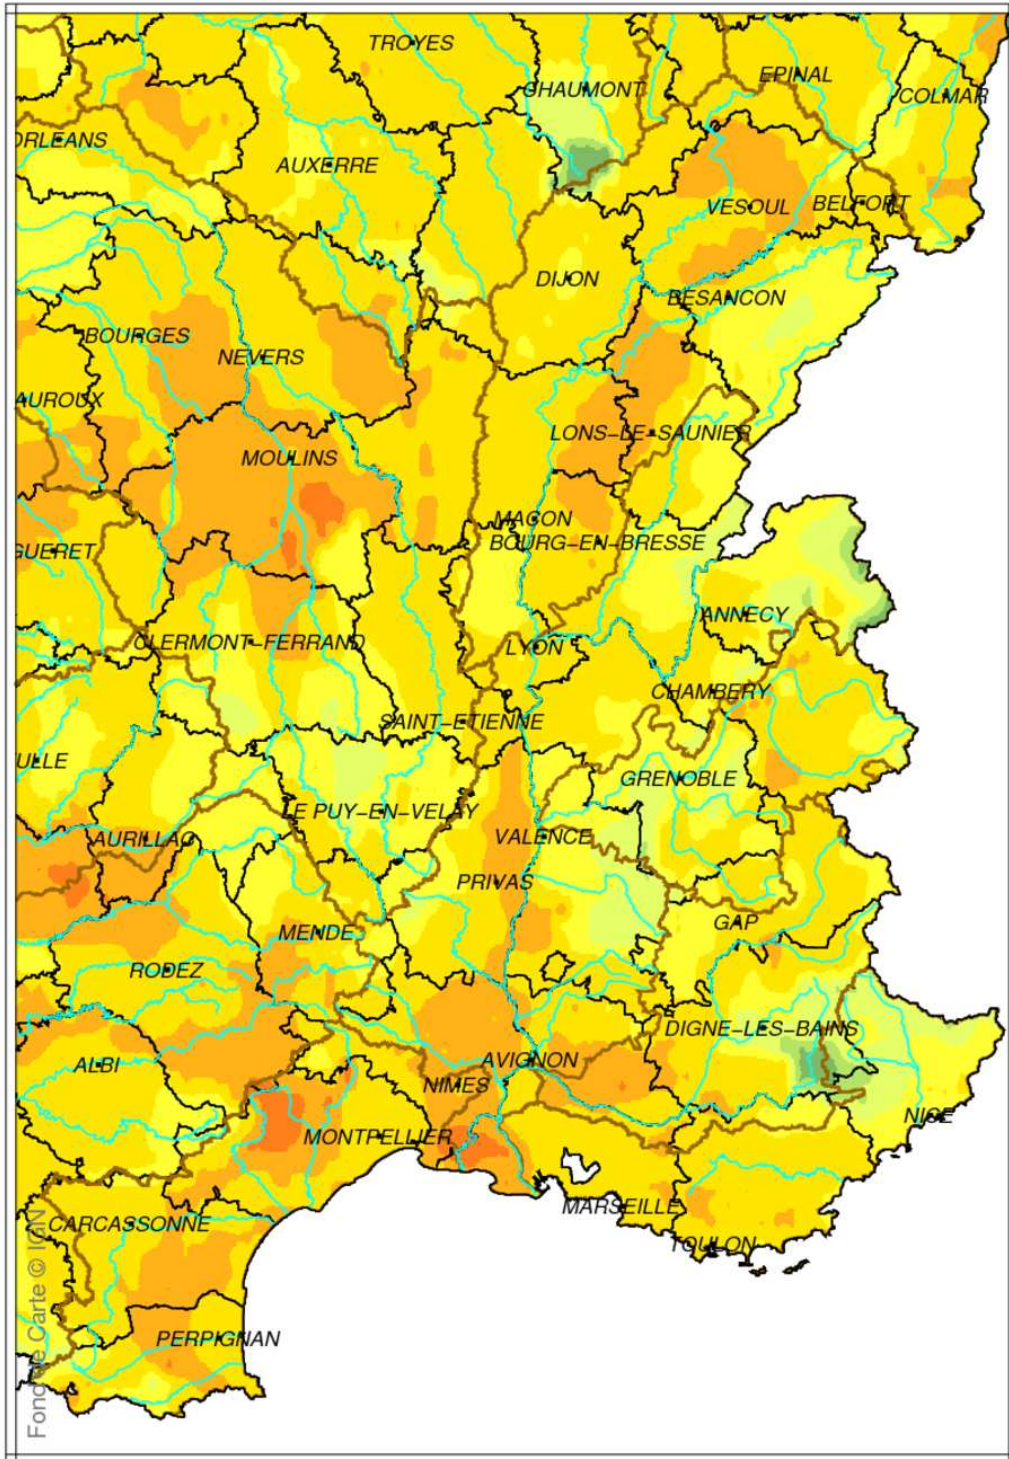 TROYES
EPINAL
CHAUMONT
COLMAR
ORLEANS
AUXERRE
VESOUL
BELFORT
DIJON
BESANCON
BOURGES
NEVERS
AUROUX
LONS-LE-SAUNIER
MOULINS
MACON
BOURG-EN-BRESSE
GUERET
ANNECY
CLERMONT-FERRAND
LYON
CHAMBERY
SAINT-ETIENNE
ULLE
GRENOBLE
LE PUY-EN-VELAY
AURILLAC
VALENCE
PRIVAS
GAP
MENDE
RODEZ
DIGNE-LES-BAINS
ALBI
AVIGNON
NIMES
NICE
MONTPELLIER
MARSEILLE
CARCASSONNE
TOULON
PERPIGNAN
Fond de Carte © IGN